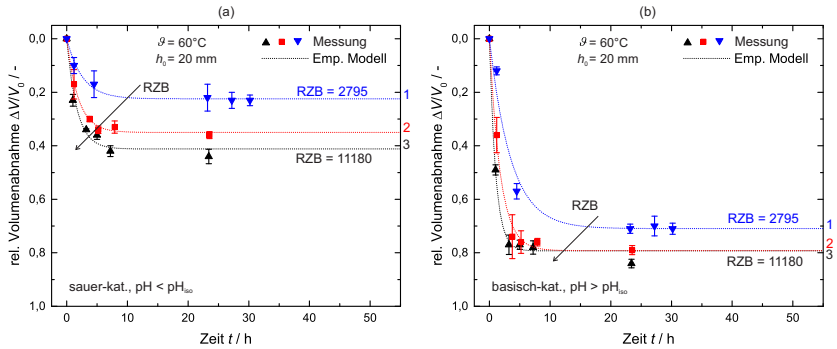 (a)
rel. Volumenabnahme ΔV/V0 / -
0,0
0,2
0,4
0,6
0,8
1,0
ϑ = 60°C
h0 = 20 mm
Messung
Emp. Modell
RZB
RZB = 2795
1
2
3
RZB = 11180
sauer-kat., pH < pHiso
0
10
20
30
40
50
Zeit t / h
(b)
rel. Volumenabnahme ΔV/V0 / -
0,0
0,2
0,4
0,6
0,8
1,0
ϑ = 60°C
h0 = 20 mm
Messung
Emp. Modell
RZB
RZB = 2795
1
2
3
RZB = 11180
basisch-kat., pH > pHiso
0
10
20
30
40
50
Zeit t / h